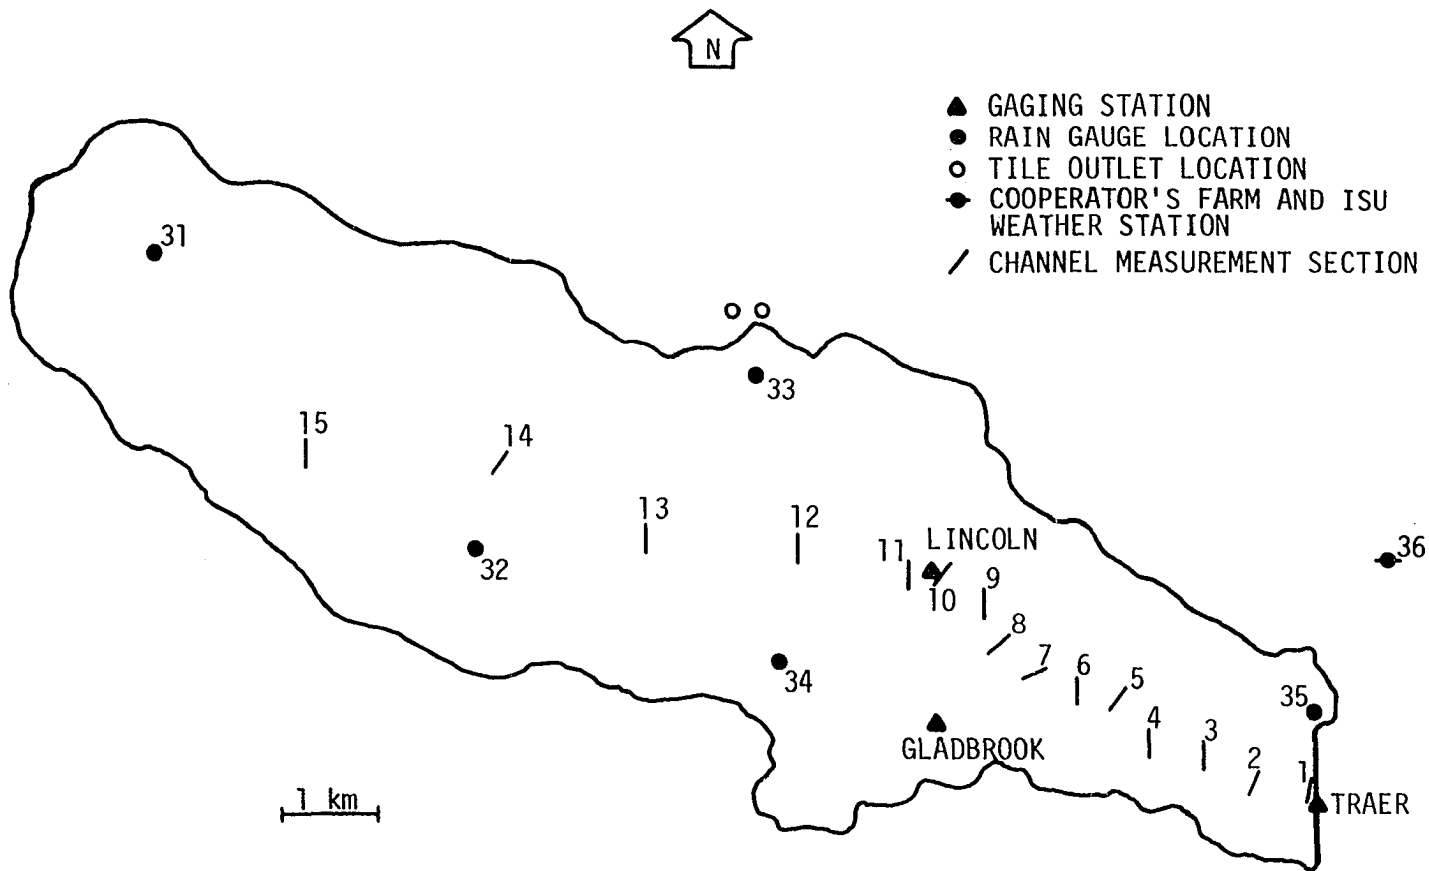 N
GAGING STATION
RAIN GAUGE LOCATION
TILE OUTLET LOCATION
COOPERATOR'S FARM AND ISU
WEATHER STATION
CHANNEL MEASUREMENT SECTION
31
33
15
14
13
12
32
11
LINCOLN
36
9
10
8
7
6
5
34
35
4
3
GLADBROOK
2
1
1 km
TRAER